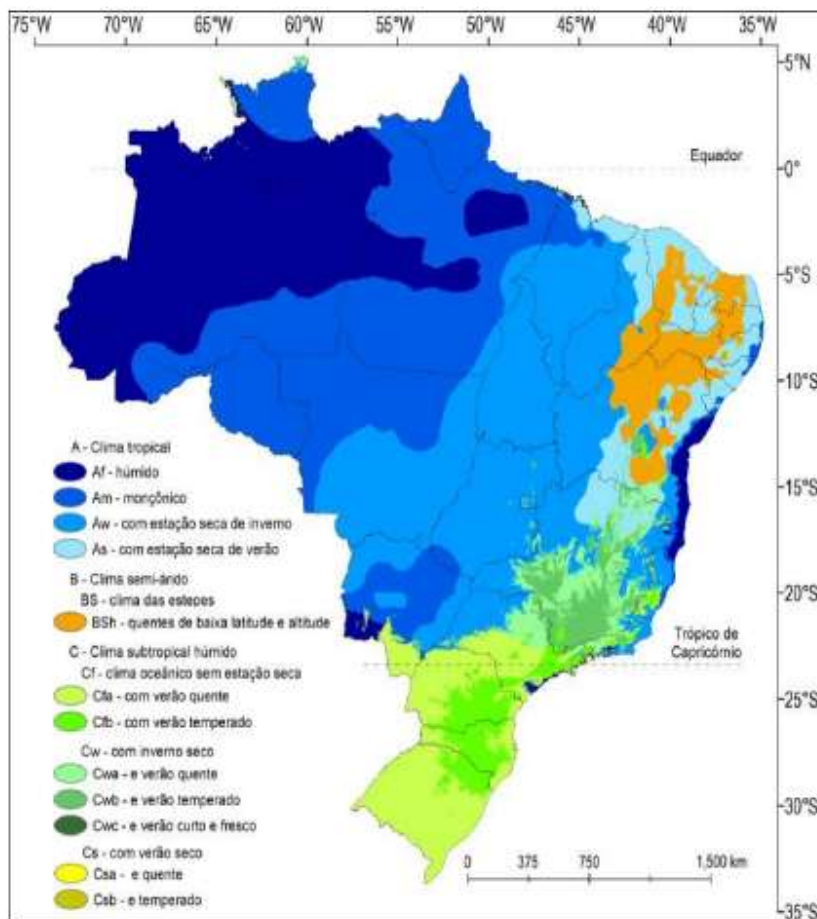 75°W 70°W 65°W 60°W 55°W 50°W 45°W 40°W 35°W
5°N
Equador
0°
5°S
10°S
15°S
20°S
Trópico de
Capricórnio
25°S
30°S
35°S
A - Clima tropical
Af - húmido
Am - monçônico
Aw - com estação seca de inverno
As - com estação seca de verão
B - Clima semi-árido
BS - clima das estepes
BSh - quentes de baixa latitude e altitude
C - Clima subtropical húmido
Cf - clima oceânico sem estação seca
Cfa - com verão quente
Cfb - com verão temperado
Cw - com inverno seco
Cwa - e verão quente
Cwb - e verão temperado
Cwc - e verão curto e fresco
Cs - com verão seco
Csa - e quente
Csb - e temperado
0 375 750 1,500 km